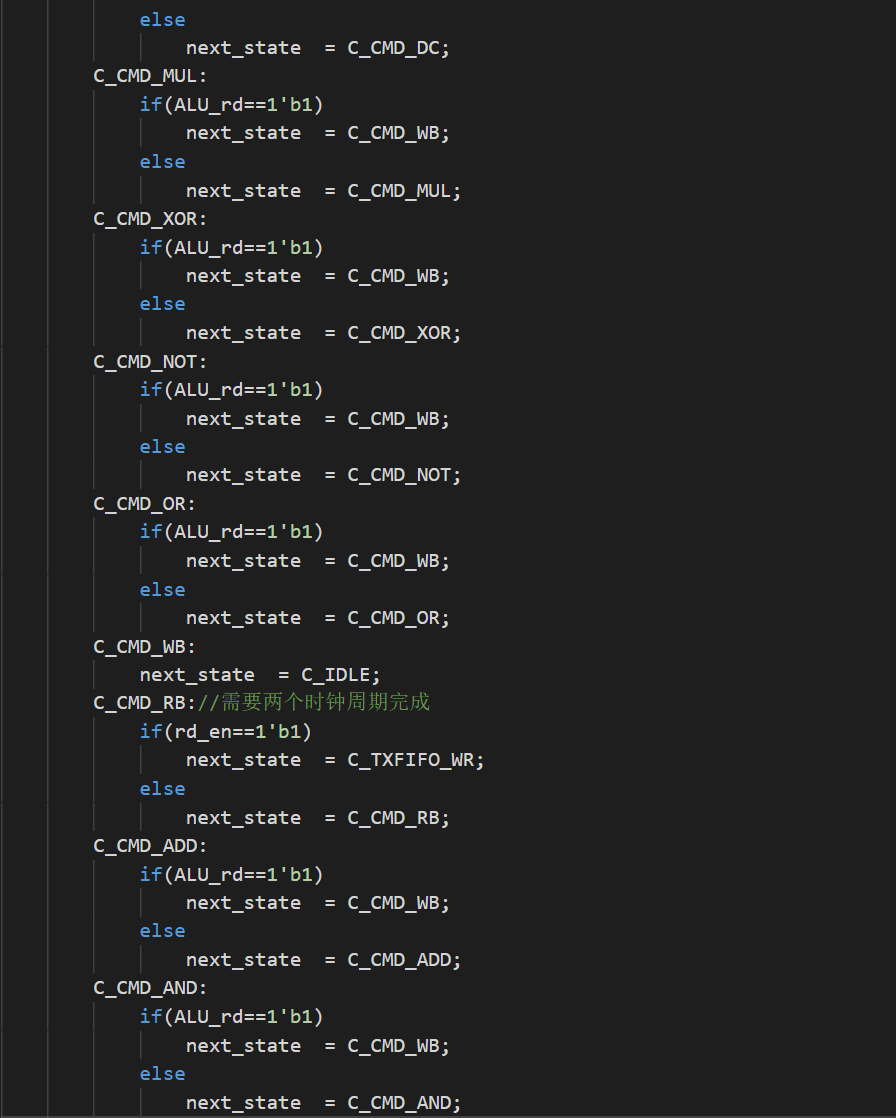 else
next_state  = C_CMD_DC;
C_CMD_MUL:
if(ALU_rd==1'b1)
next_state  = C_CMD_WB;
else
next_state  = C_CMD_MUL;
C_CMD_XOR:
if(ALU_rd==1'b1)
next_state  = C_CMD_WB;
else
next_state  = C_CMD_XOR;
C_CMD_NOT:
if(ALU_rd==1'b1)
next_state  = C_CMD_WB;
else
next_state  = C_CMD_NOT;
C_CMD_OR:
if(ALU_rd==1'b1)
next_state  = C_CMD_WB;
else
next_state  = C_CMD_OR;
C_CMD_WB:
next_state  = C_IDLE;
C_CMD_RB://需要两个时钟周期完成
if(rd_en==1'b1)
next_state  = C_TXFIFO_WR;
else
next_state  = C_CMD_RB;
C_CMD_ADD:
if(ALU_rd==1'b1)
next_state  = C_CMD_WB;
else
next_state  = C_CMD_ADD;
C_CMD_AND:
if(ALU_rd==1'b1)
next_state  = C_CMD_WB;
else
next_state  = C_CMD_AND;